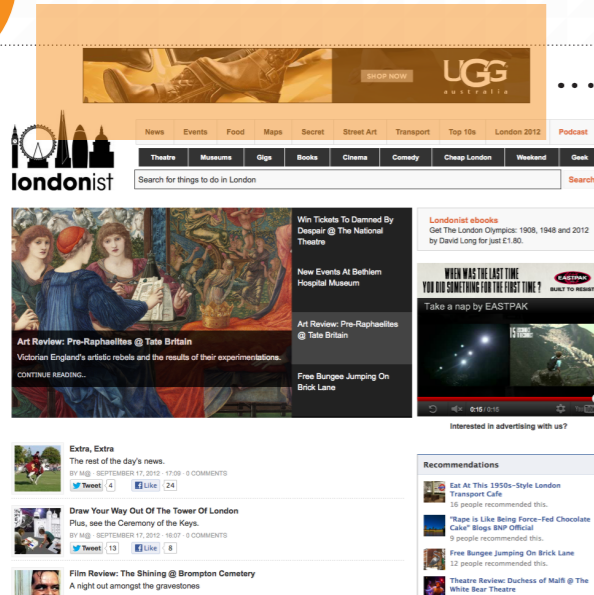 SHOP NOW
UGG
australia
News Events Food Maps Secret Street Art Transport Top 10s London 2012 Podcast
Theatre Museums Gigs Books Cinema Comedy Cheap London Weekend Geek
londonist
Search for things to do in London
Search
Win Tickets To Damned By
Despair @ The National
Theatre
New Events At Bethlem
Hospital Museum
Art Review: Pre-Raphaelites
@ Tate Britain
Free Bungee Jumping On
Brick Lane
Art Review: Pre-Raphaelites @ Tate Britain
Victorian England's artistic rebels and the results of their experimentations.
CONTINUE READING..
Londonist ebooks
Get The London Olympics: 1908, 1948 and 2012
by David Long for just £1.80.
WHEN WAS THE LAST TIME
YOU DID SOMETHING FOR THE FIRST TIME?
EASTPAK
BUILT TO RESIST
Take a nap by EASTPAK
0:15 / 0:15
Interested in advertising with us?
Extra, Extra
The rest of the day's news.
BY M@ · SEPTEMBER 17, 2012 · 17:09 · 0 COMMENTS
Tweet 4 Like 24
Draw Your Way Out Of The Tower Of London
Plus, see the Ceremony of the Keys.
BY M@ · SEPTEMBER 17, 2012 · 16:07 · 0 COMMENTS
Tweet 13 Like 8
Film Review: The Shining @ Brompton Cemetery
A night out amongst the gravestones
Recommendations
Eat At This 1950s-Style London
Transport Cafe
16 people recommended this.
"Rape is Like Being Force-Fed Chocolate
Cake" Blogs BNP Official
9 people recommended this.
Free Bungee Jumping On Brick Lane
12 people recommended this.
Theatre Review: Duchess of Malfi @ The
White Bear Theatre